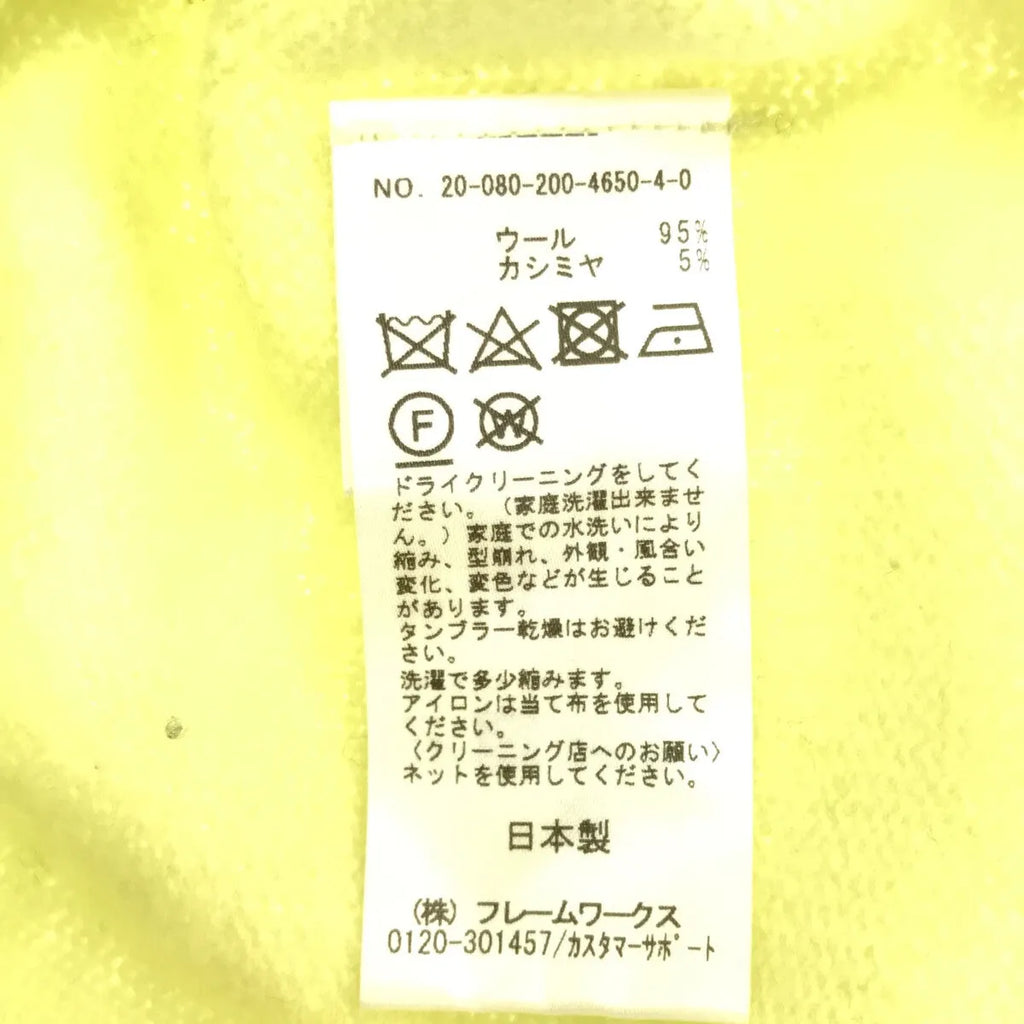 NO. 20-080-200-4650-4-0
ウール 95%
カシミヤ 5%
F W
ドライクリーニングをしてく
ださい。（家庭洗濯出来ませ
ん。）家庭での水洗いにより
縮み、型崩れ、外観・風合い
変化、変色などが生じること
があります。
タンブラー乾燥はお避けくだ
さい。
洗濯で多少縮みます。
アイロンは当て布を使用して
ください。
〈クリーニング店へのお願い〉
ネットを使用してください。
日本製
（株）フレームワークス
0120-301457/カスタマーサポート